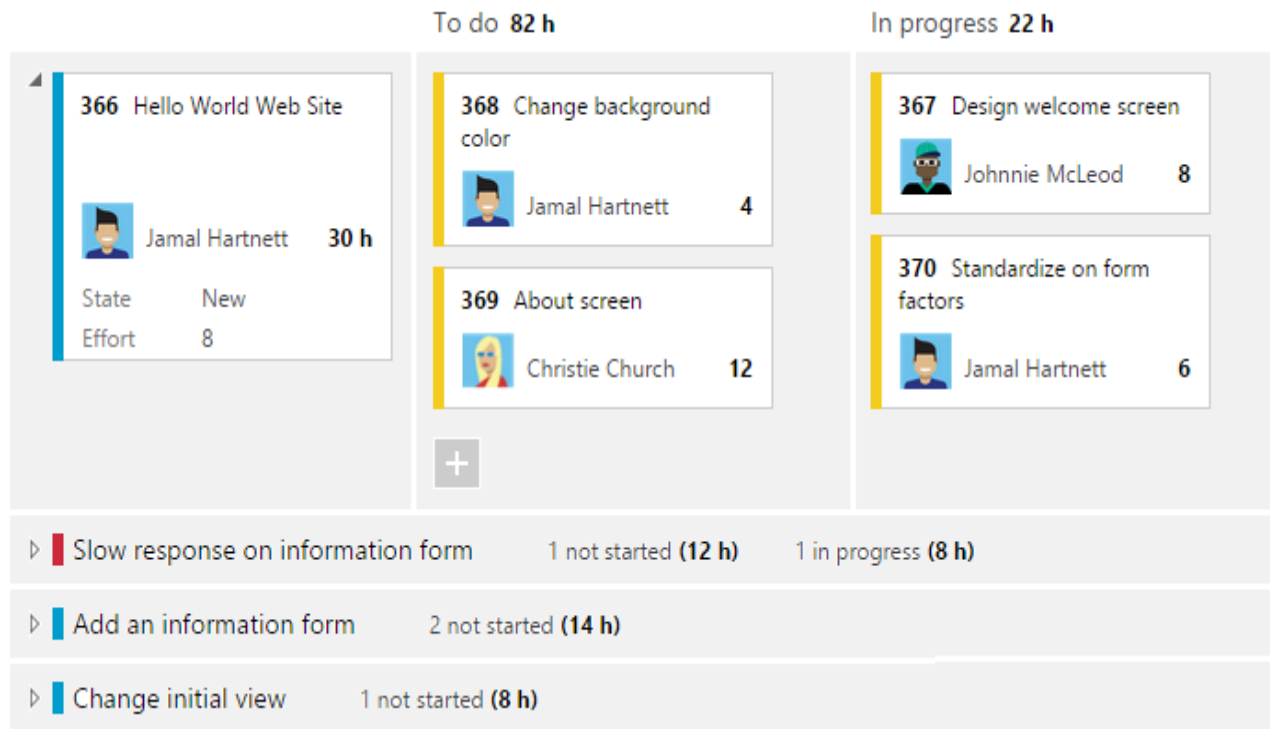 To do 82 h
In progress 22 h
366 Hello World Web Site
Jamal Hartnett 30 h
State New
Effort 8
368 Change background
color
Jamal Hartnett 4
369 About screen
Christie Church 12
367 Design welcome screen
Johnnie McLeod 8
370 Standardize on form
factors
Jamal Hartnett 6
Slow response on information form 1 not started (12 h) 1 in progress (8 h)
Add an information form 2 not started (14 h)
Change initial view 1 not started (8 h)